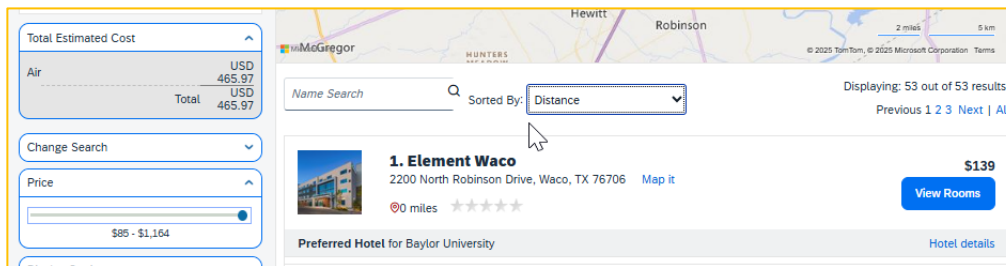 Hewitt
Robinson
McGregor
HUNTERS
2 miles 5 km
© 2025 TomTom, © 2025 Microsoft Corporation Terms
Total Estimated Cost
Air USD
465.97
Total USD
465.97
Change Search
Price
$85 - $1,164
Name Search
Sorted By: Distance
Displaying: 53 out of 53 results
Previous 1 2 3 Next | Al
1. Element Waco
2200 North Robinson Drive, Waco, TX 76706 Map it
0 miles
$139
View Rooms
Preferred Hotel for Baylor University
Hotel details